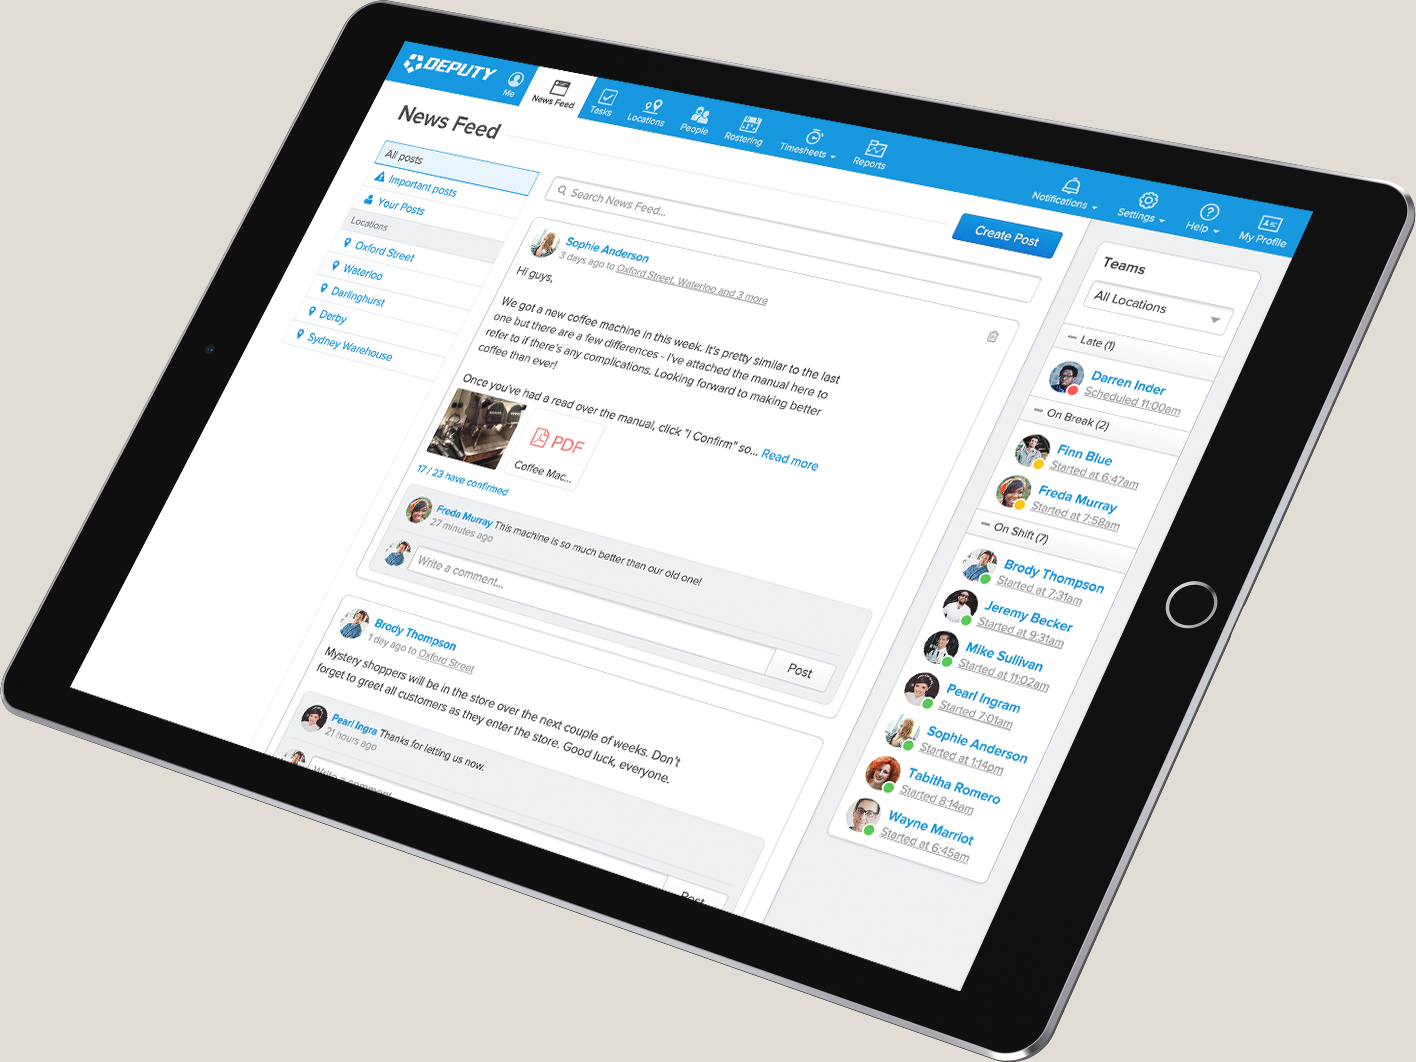 DEPUTY
Me
News Feed
Tasks
Locations
People
Rostering
Timesheets
Reports
Notifications
Settings
Help
My Profile
News Feed
All posts
Important posts
Your Posts
Locations
Oxford Street
Waterloo
Darlinghurst
Derby
Sydney Warehouse
Search News Feed...
Create Post
Sophie Anderson
3 days ago to Oxford Street, Waterloo and 3 more
Hi guys,
We got a new coffee machine in this week. It's pretty similar to the last
one but there are a few differences - I've attached the manual here to
refer to if there's any complications. Looking forward to making better
coffee than ever!
Once you've had a read over the manual, click "I Confirm" so... Read more
PDF
Coffee Mac...
17 / 23 have confirmed
Freda Murray This machine is so much better than our old one!
27 minutes ago
Write a comment...
Post
Brody Thompson
1 day ago to Oxford Street
Mystery shoppers will be in the store over the next couple of weeks. Don't
forget to greet all customers as they enter the store. Good luck, everyone.
Pearl Ingra Thanks for letting us now.
21 hours ago
Write a comment
Post
Teams
All Locations
Late (1)
Darren Inder
Scheduled 11:00am
On Break (2)
Finn Blue
Started at 6:47am
Freda Murray
Started at 7:58am
On Shift (7)
Brody Thompson
Started at 7:31am
Jeremy Becker
Started at 9:31am
Mike Sullivan
Started at 11:02am
Pearl Ingram
Started 7:01am
Sophie Anderson
Started at 1:14pm
Tabitha Romero
Started 8:14am
Wayne Marriot
Started at 6:45am